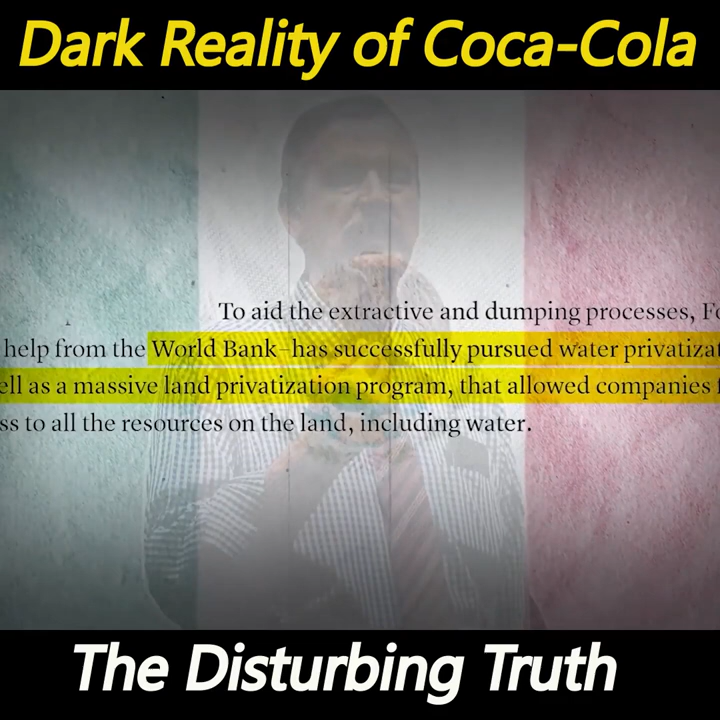 Dark Reality of Coca-Cola
To aid the extractive and dumping processes,
help from the World Bank–has successfully pursued water
as a massive land privatization program, that allowed companies
to all the resources on the land, including water.
The Disturbing Truth